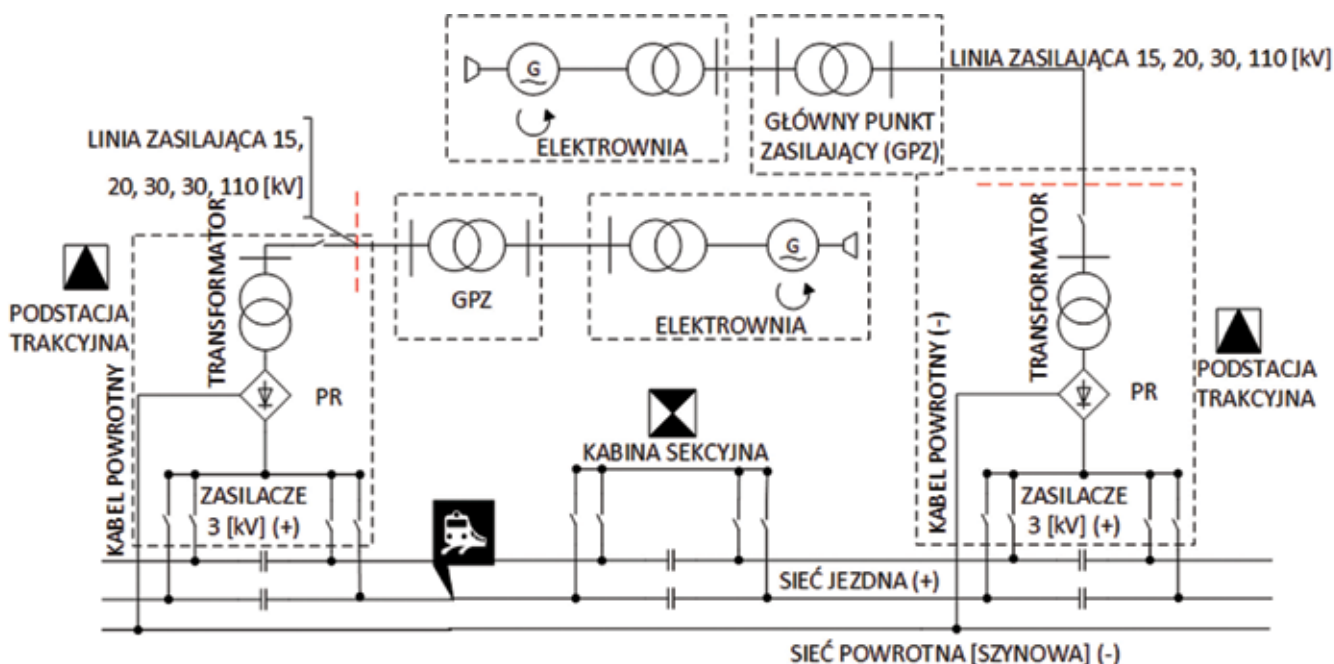 LINIA ZASILAJĄCA 15, 20, 30, 110 [kV]
G
ELEKTROWNIA
GŁÓWNY PUNKT
ZASILAJĄCY (GPZ)
LINIA ZASILAJĄCA 15,
20, 30, 30, 110 [kV]
TRANSFORMATOR
PODSTACJA
TRAKCYJNA
KABEL POWROTNY
PR
ZASILACZE
3 [kV] (+)
GPZ
G
ELEKTROWNIA
KABINA SEKCYJNA
KABEL POWROTNY (-)
TRANSFORMATOR
PODSTACJA
TRAKCYJNA
PR
ZASILACZE
3 [kV] (+)
SIEĆ JEZDNA (+)
SIEĆ POWROTNA [SZYNOWA] (-)